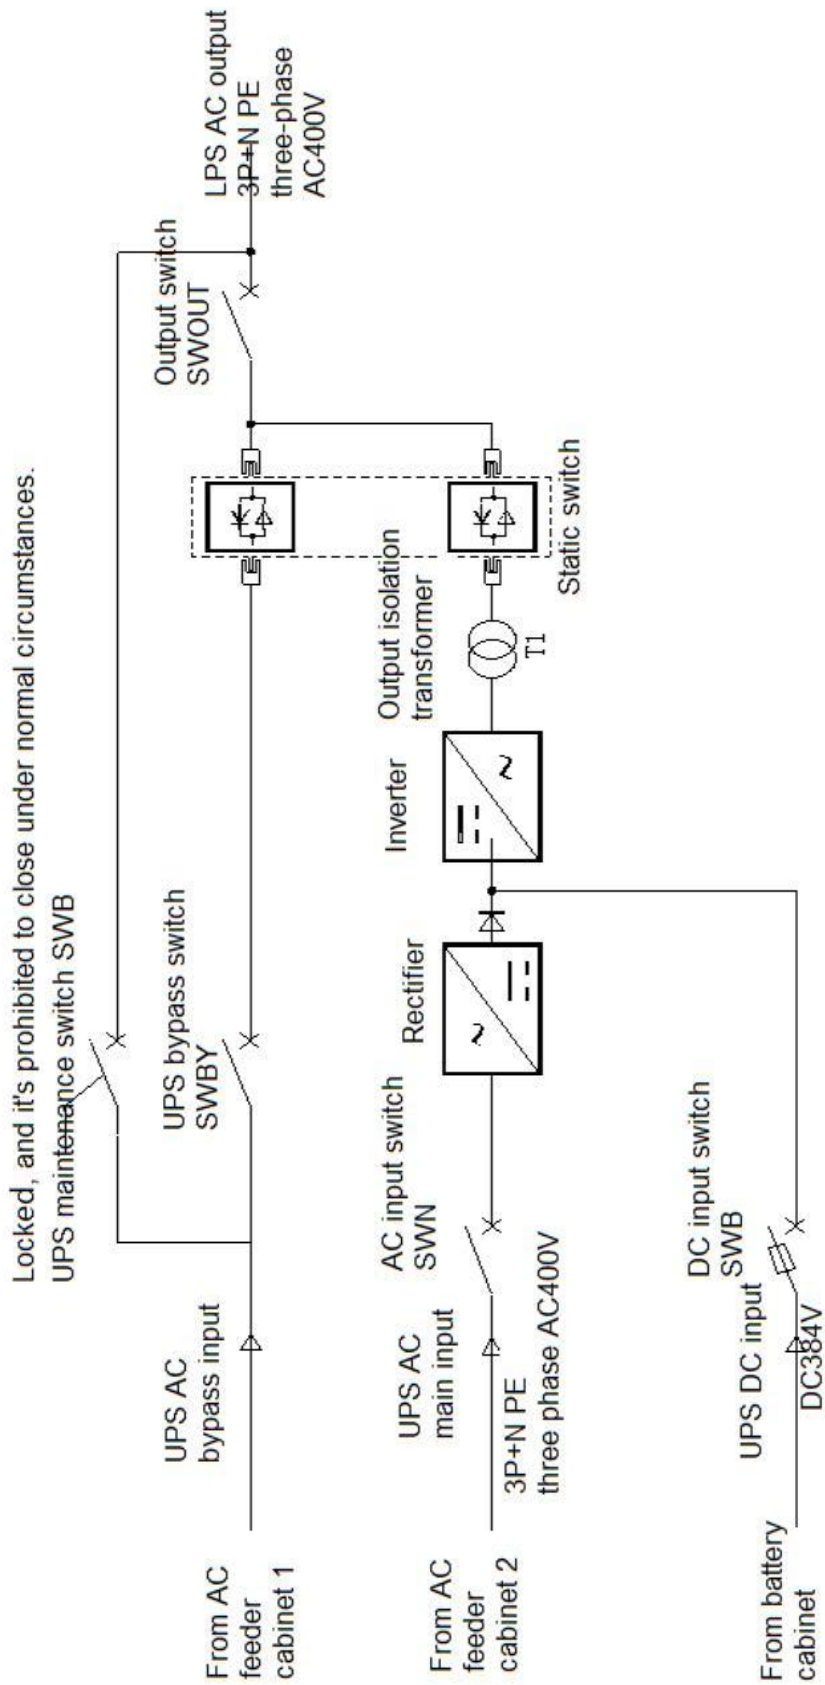 Locked, and it's prohibited to close under normal circumstances.
UPS maintenance switch SWB
UPS AC
bypass input
UPS bypass switch
SWBY
Output switch
SWOUT
LPS AC output
3P+N PE
three-phase
AC400V
From AC
feeder
cabinet 1
UPS AC
main input
AC input switch
SWN
Rectifier
Inverter
Output isolation
transformer
T1
Static switch
3P+N PE
three phase AC400V
From AC
feeder
cabinet 2
DC input switch
SWB
UPS DC input
DC384V
From battery
cabinet